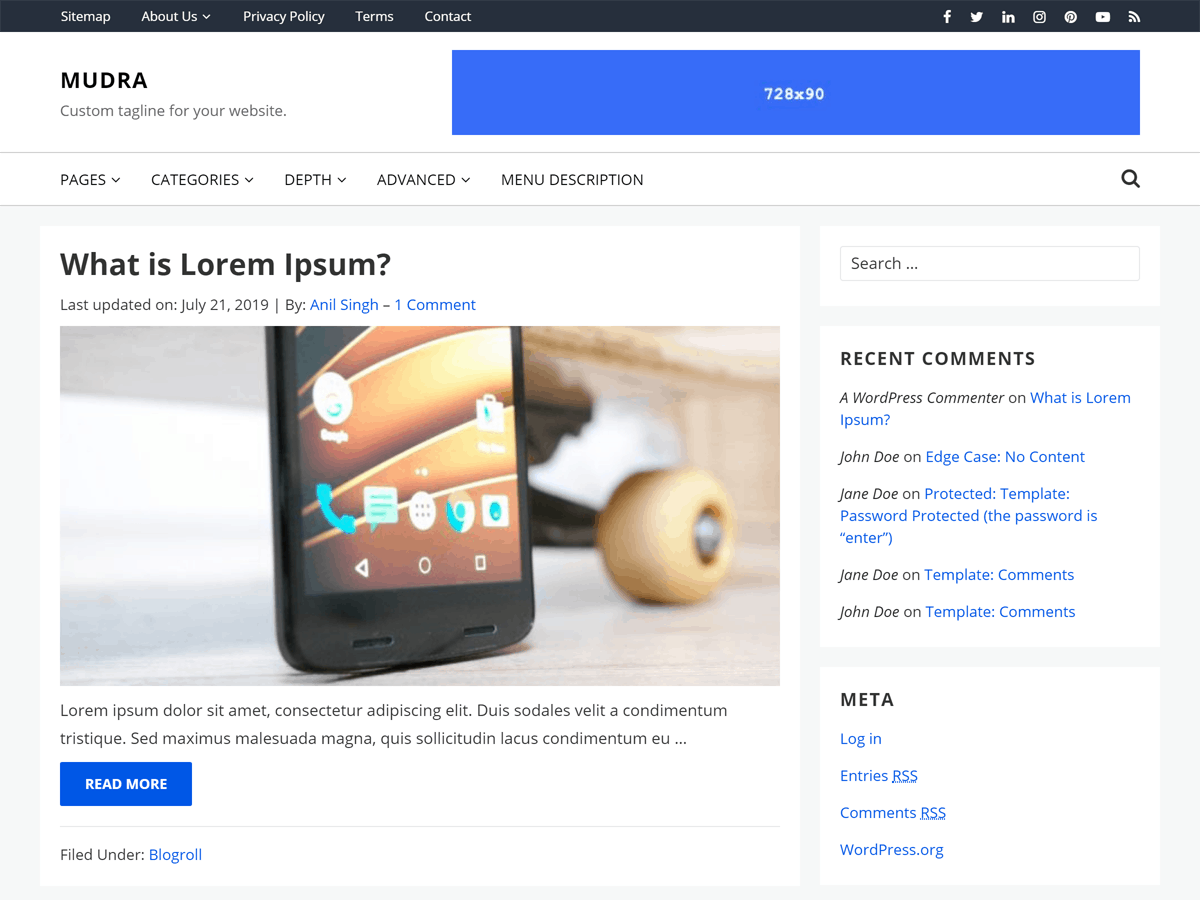 Sitemap About Us Privacy Policy Terms Contact
MUDRA
Custom tagline for your website.
728x90
PAGES CATEGORIES DEPTH ADVANCED MENU DESCRIPTION
What is Lorem Ipsum?
Last updated on: July 21, 2019 | By: Anil Singh – 1 Comment
Google
Lorem ipsum dolor sit amet, consectetur adipiscing elit. Duis sodales velit a condimentum
tristique. Sed maximus malesuada magna, quis sollicitudin lacus condimentum eu ...
READ MORE
Filed Under: Blogroll
Search ...
RECENT COMMENTS
A WordPress Commenter on What is Lorem
Ipsum?
John Doe on Edge Case: No Content
Jane Doe on Protected: Template:
Password Protected (the password is
“enter”)
Jane Doe on Template: Comments
John Doe on Template: Comments
META
Log in
Entries RSS
Comments RSS
WordPress.org